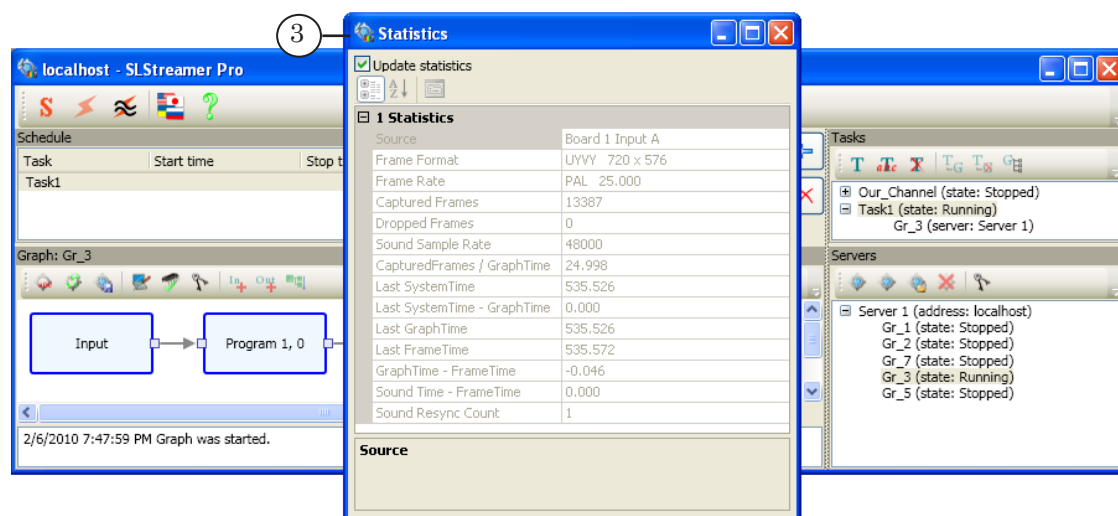 3
Statistics
localhost - SLStreamer Pro
Update statistics
Schedule
Task Start time Stop t
Task1
1 Statistics
Source Board 1 Input A
Frame Format UYVY 720 x 576
Frame Rate PAL 25.000
Captured Frames 13387
Dropped Frames 0
Sound Sample Rate 48000
CapturedFrames / GraphTime 24.998
Last SystemTime 535.526
Last SystemTime - GraphTime 0.000
Last GraphTime 535.526
Last FrameTime 535.572
GraphTime - FrameTime -0.046
Sound Time - FrameTime 0.000
Sound Resync Count 1
Source
Tasks
Our_Channel (state: Stopped)
Task1 (state: Running)
Gr_3 (server: Server 1)
Graph: Gr_3
In
Out
Input
Program 1, 0
2/6/2010 7:47:59 PM Graph was started.
Servers
Server 1 (address: localhost)
Gr_1 (state: Stopped)
Gr_2 (state: Stopped)
Gr_7 (state: Stopped)
Gr_3 (state: Running)
Gr_5 (state: Stopped)